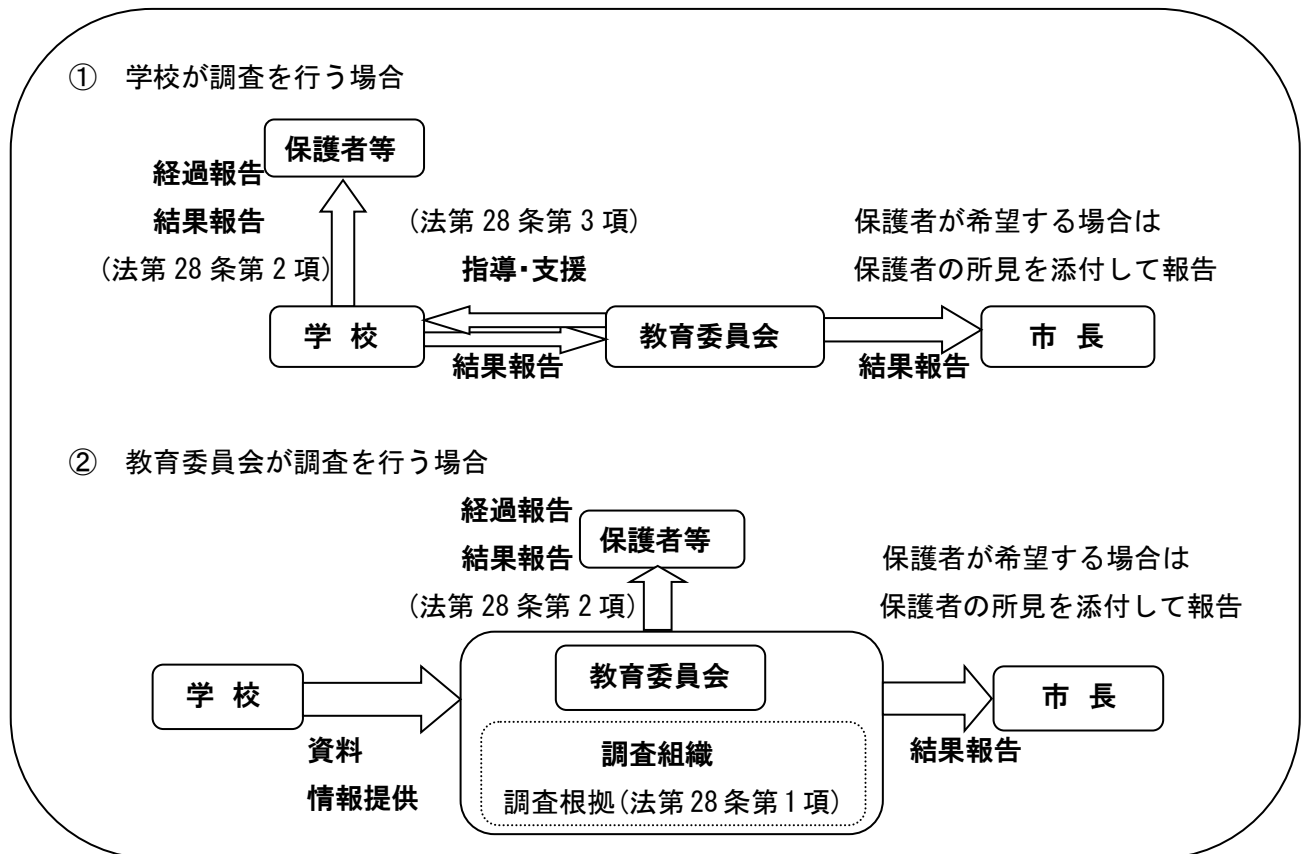 ① 学校が調査を行う場合
保護者等
経過報告
結果報告
(法第 28 条第 2 項)
(法第 28 条第 3 項)
指導・支援
保護者が希望する場合は
保護者の所見を添付して報告
学 校
教育委員会
市 長
結果報告
結果報告
② 教育委員会が調査を行う場合
経過報告
結果報告
(法第 28 条第 2 項)
保護者等
保護者が希望する場合は
保護者の所見を添付して報告
学 校
教育委員会
市 長
資料
情報提供
調査組織
調査根拠(法第 28 条第 1 項)
結果報告